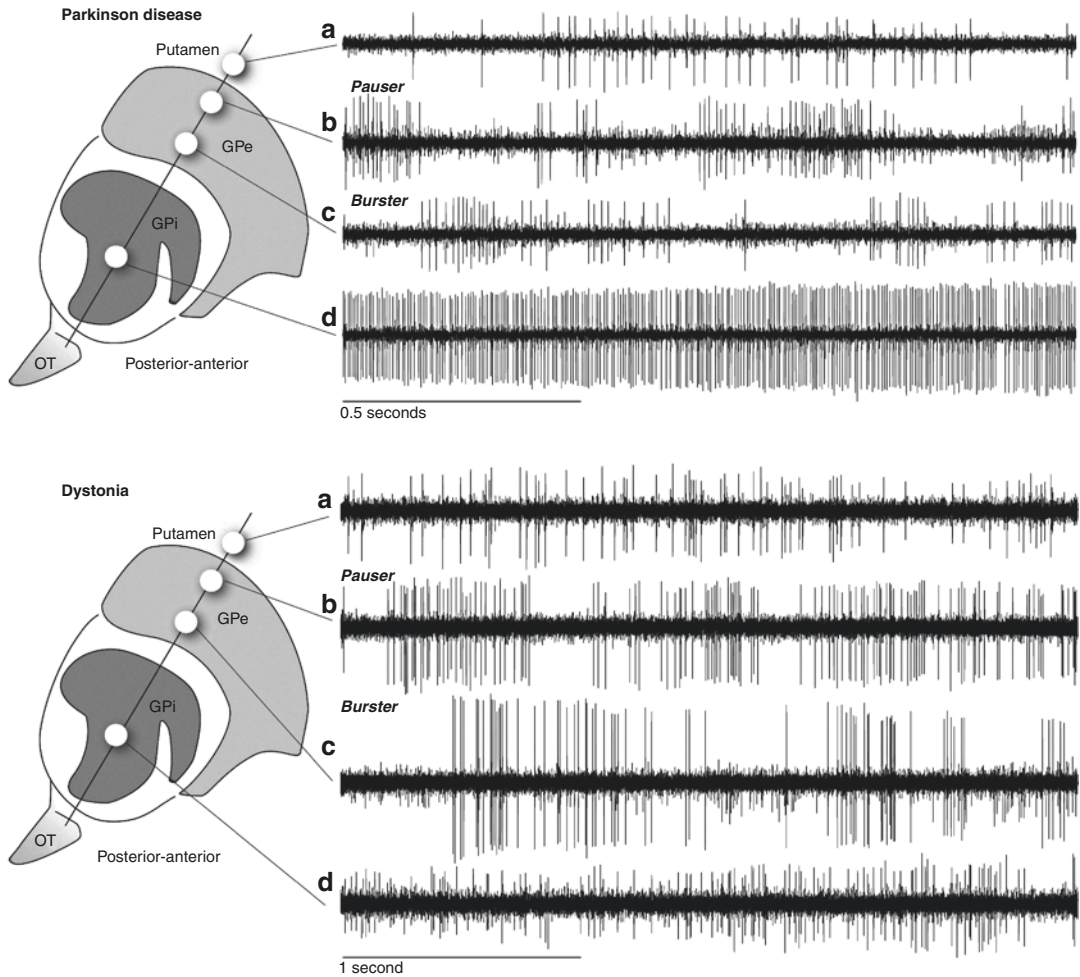 Parkinson disease
a
Putamen
Pauser
b
GPe
Burster
c
GPi
d
OT
Posterior-anterior
0.5 seconds
Dystonia
a
Putamen
Pauser
b
GPe
Burster
c
GPi
d
OT
Posterior-anterior
1 second